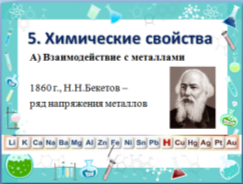 5. Химические свойства
А) Взаимодействие с металлами
1860 г., Н.Н.Бекетов –
ряд напряжения металлов
Li K Ca Na Ba Mg Al Zn Fe Ni Sn Pb H Cu Hg Ag Pt Au